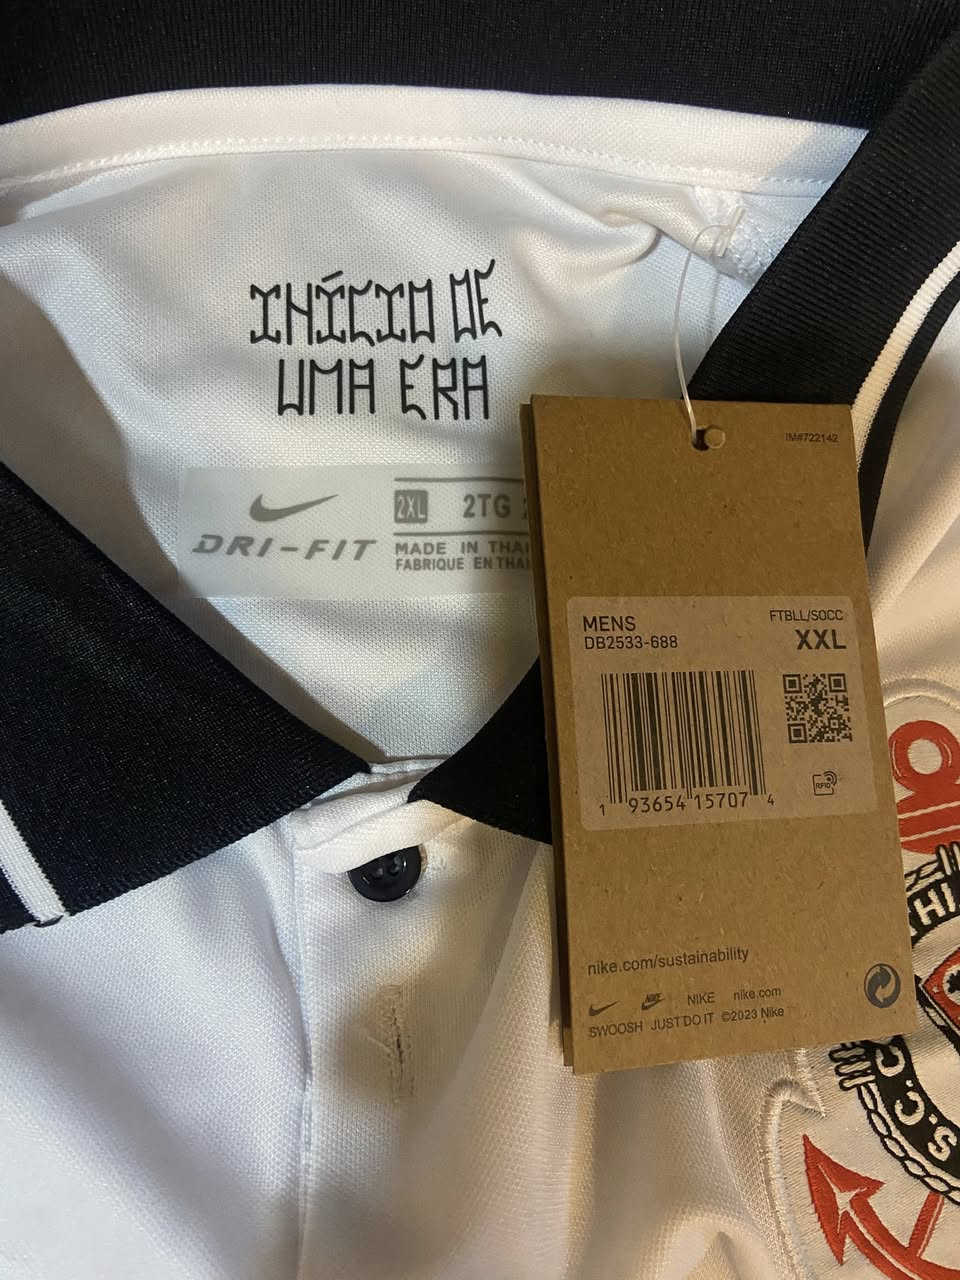 INÍCIO DE
UMA ERA
DRI-FIT
2XL 2TG
MADE IN THAI
FABRIQUE EN THAI
IM#722142
MENS
DB2533-688
FTBLL/SOCC
XXL
1 93654 15707 4
RFID
nike.com/sustainability
NIKE nike.com
SWOOSH JUST DO IT ©2023 Nike
S.C.C